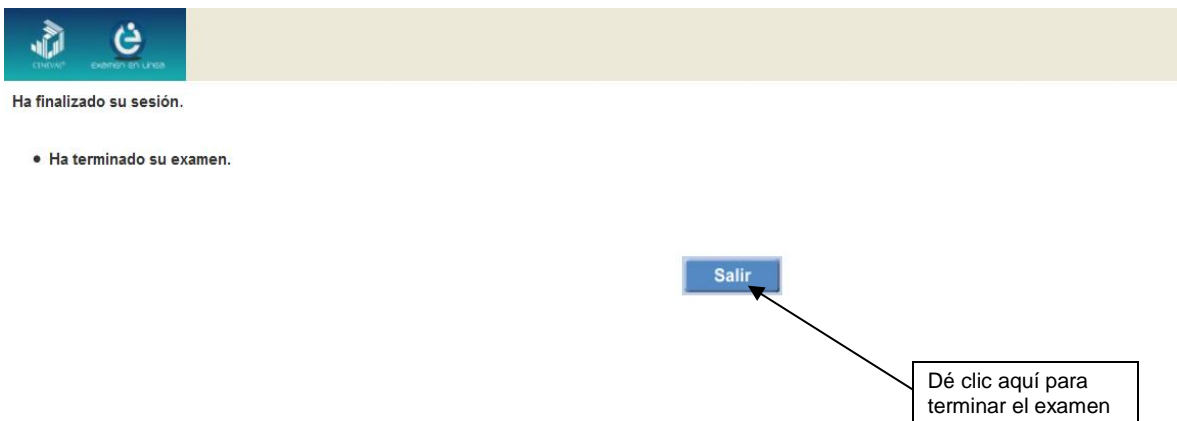 CENEVAL®
examen en línea
Ha finalizado su sesión.
• Ha terminado su examen.
Salir
Dé clic aquí para
terminar el examen